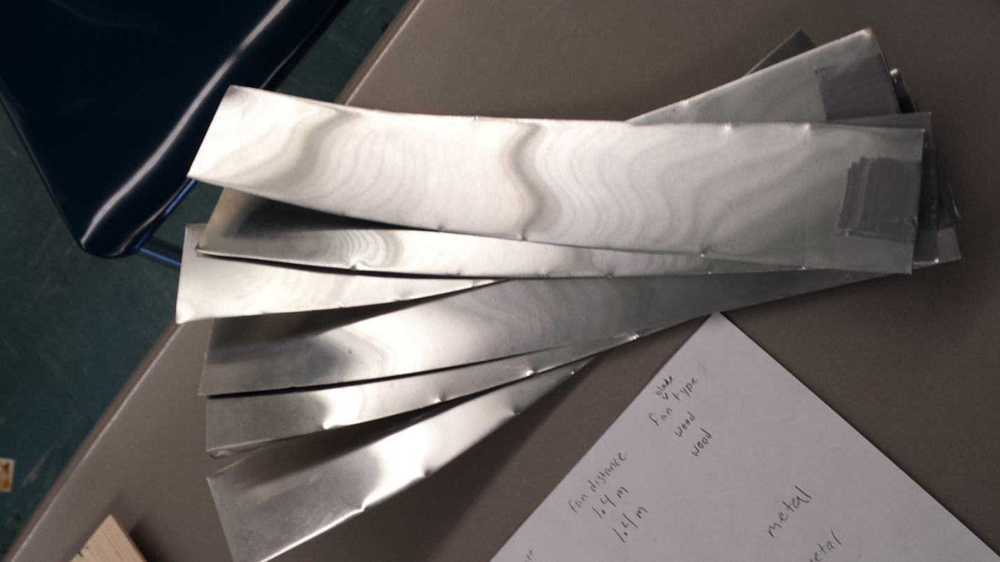 fan distance
1.4 m
1.4 m
blade
fan type
wood
wood
metal